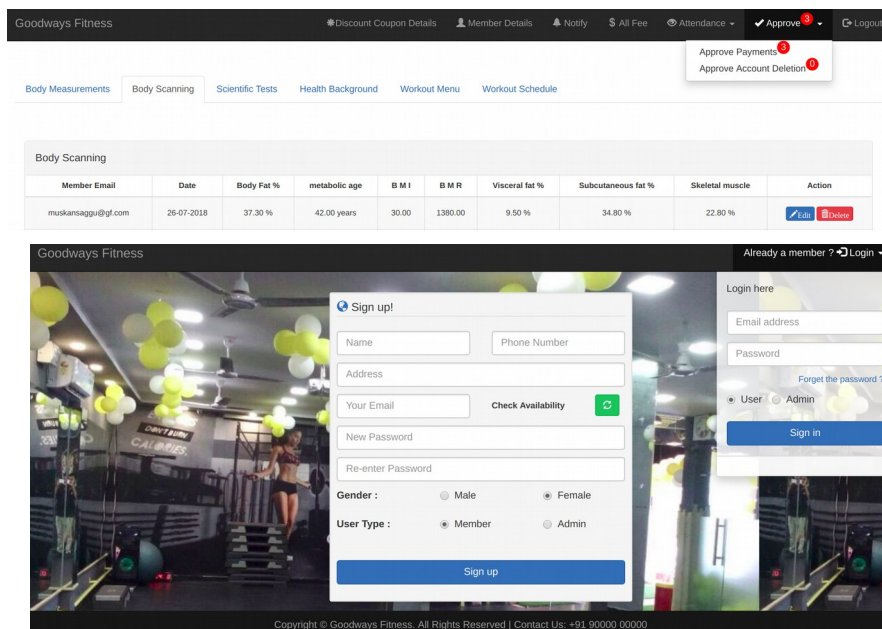 Goodways Fitness Discount Coupon Details Member Details Notify $ All Fee Attendance Approve 3 Logout
Approve Payments 3
Approve Account Deletion 0
Body Measurements Body Scanning Scientific Tests Health Background Workout Menu Workout Schedule
Body Scanning
Member Email Date Body Fat % metabolic age B M I B M R Visceral fat % Subcutaneous fat % Skeletal muscle Action
muskansaggu@gf.com 26-07-2018 37.30 % 42.00 years 30.00 1380.00 9.50 % 34.80 % 22.80 % Edit Delete
Goodways Fitness Already a member ? Login
Login here
Sign up!
Email address
Name Phone Number
Password
Address
Forget the password ?
Your Email Check Availability
User Admin
New Password
Sign in
DON'T BURN
CALORIES
Re-enter Password
Gender : Male Female
User Type : Member Admin
Sign up
Copyright © Goodways Fitness. All Rights Reserved | Contact Us: +91 90000 00000